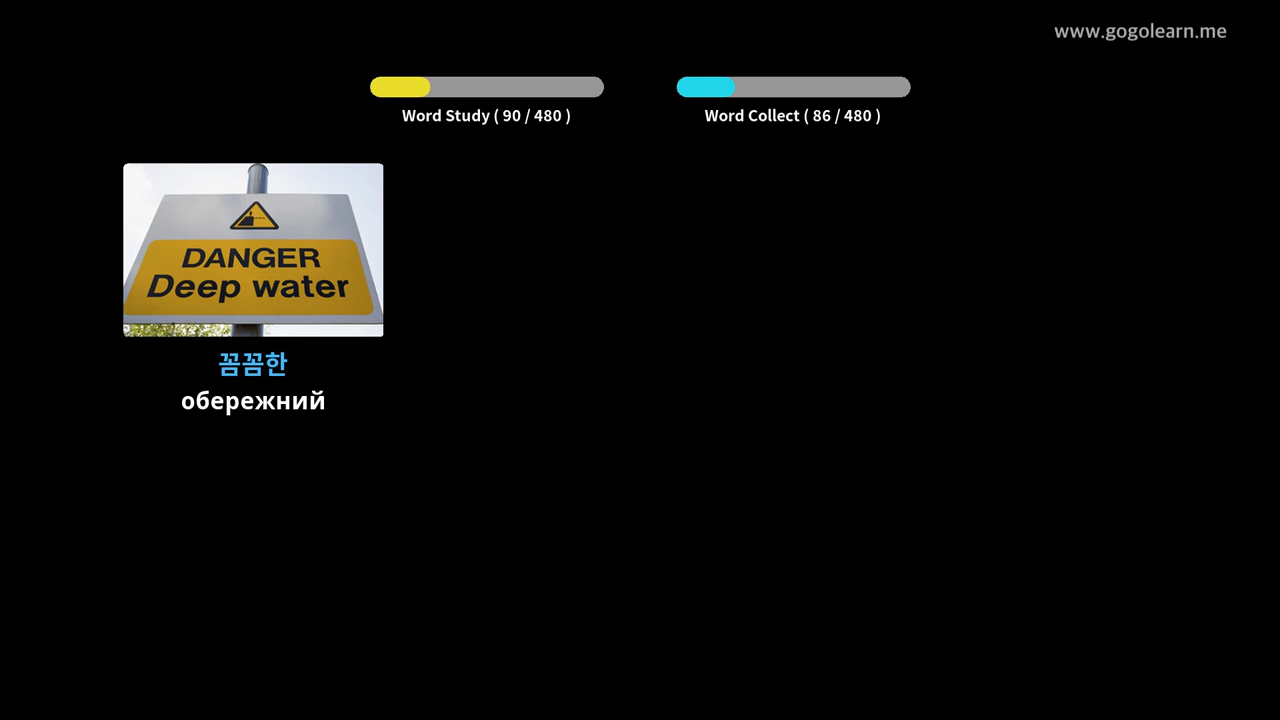 www.gogolearn.me
Word Study ( 90 / 480 )
Word Collect ( 86 / 480 )
DANGER
Deep water
꼼꼼한
обережний